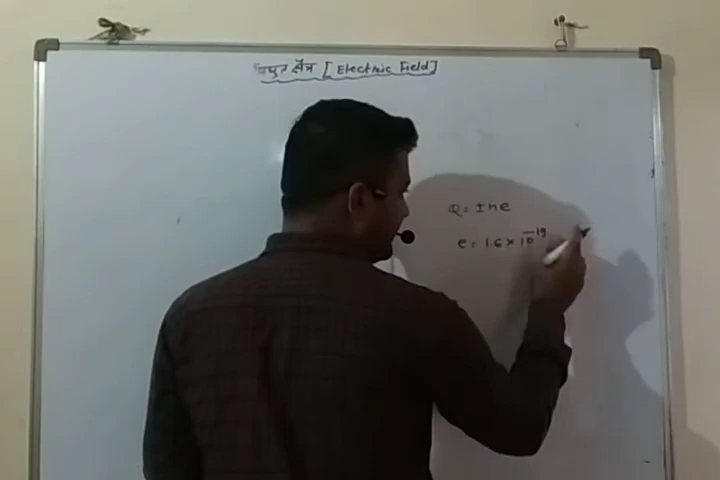 विद्युत क्षेत्र [Electric Field]
Q = ± ne
e = 1.6 × 10⁻¹⁹